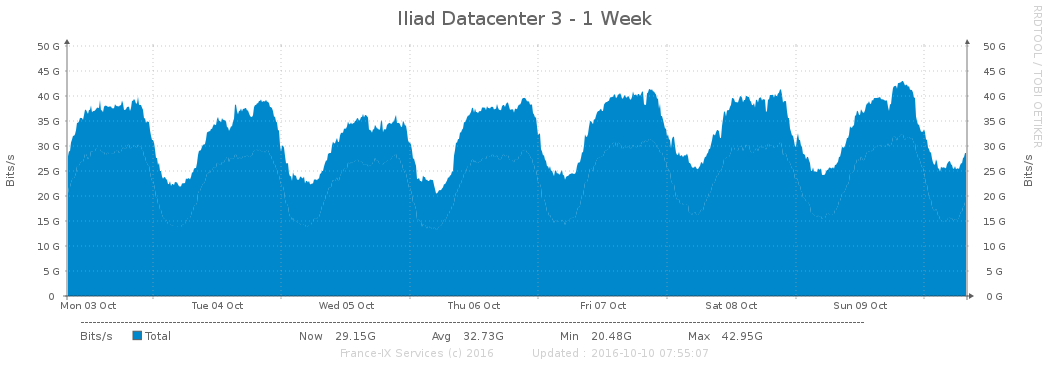 Iliad Datacenter 3 - 1 Week
RRDTOOL / TOBI OETIKER
Bits/s
50 G 50 G
45 G 45 G
40 G 40 G
35 G 35 G
30 G 30 G
25 G 25 G
20 G 20 G
15 G 15 G
10 G 10 G
5 G 5 G
0 0 G
Bits/s
Mon 03 Oct Tue 04 Oct Wed 05 Oct Thu 06 Oct Fri 07 Oct Sat 08 Oct Sun 09 Oct
Bits/s Total Now 29.15G Avg 32.73G Min 20.48G Max 42.95G
France-IX Services (c) 2016 Updated : 2016-10-10 07:55:07